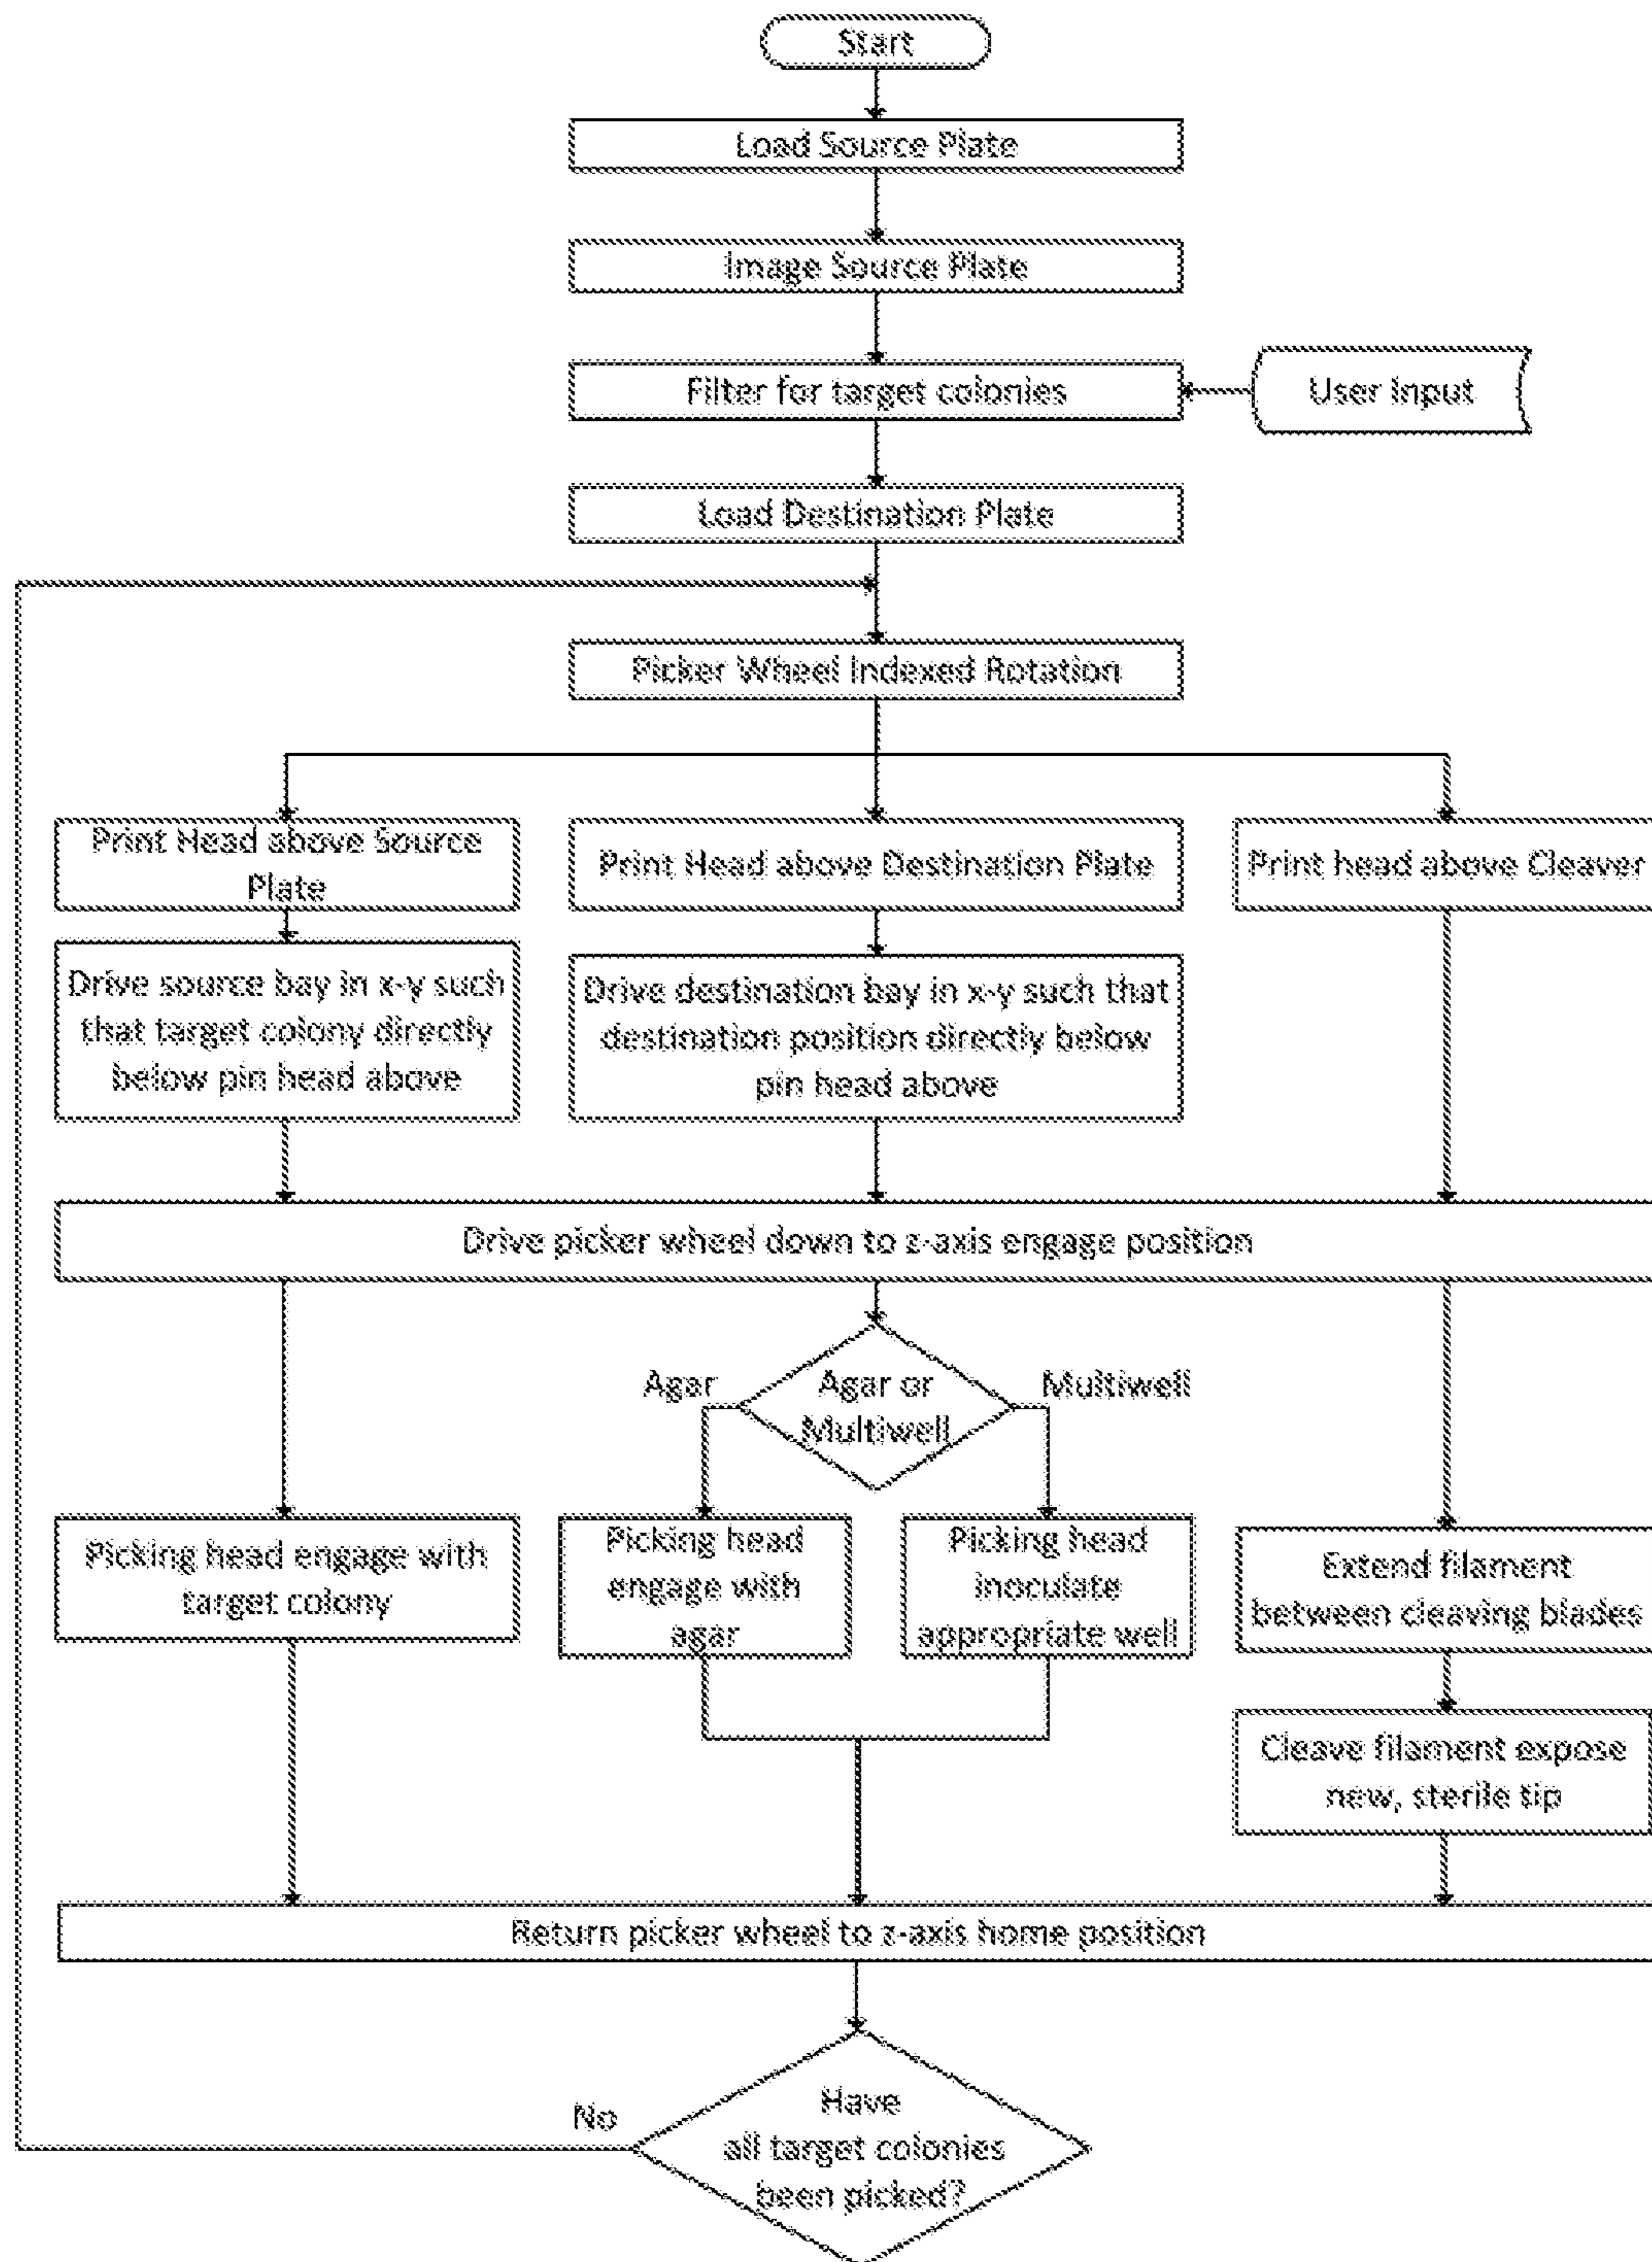 Start
Load Source Plate
Image Source Plate
Filter for target colonies
User Input
Load Destination Plate
Picker Wheel Indexed Rotation
Print Head above Source
Plate
Print Head above Destination Plate
Print head above Cleaver
Drive source bay in x-y such
that target colony directly
below pin head above
Drive destination bay in x-y such that
destination position directly below
pin head above
Drive picker wheel down to z-axis engage position
Agar
Agar or
Multiwell
Multiwell
Picking head engage with
target colony
Picking head
engage with
agar
Picking head
inoculate
appropriate well
Extend filament
between cleaving blades
Cleave filament expose
new, sterile tip
Return picker wheel to z-axis home position
No
Have
all target colonies
been picked?